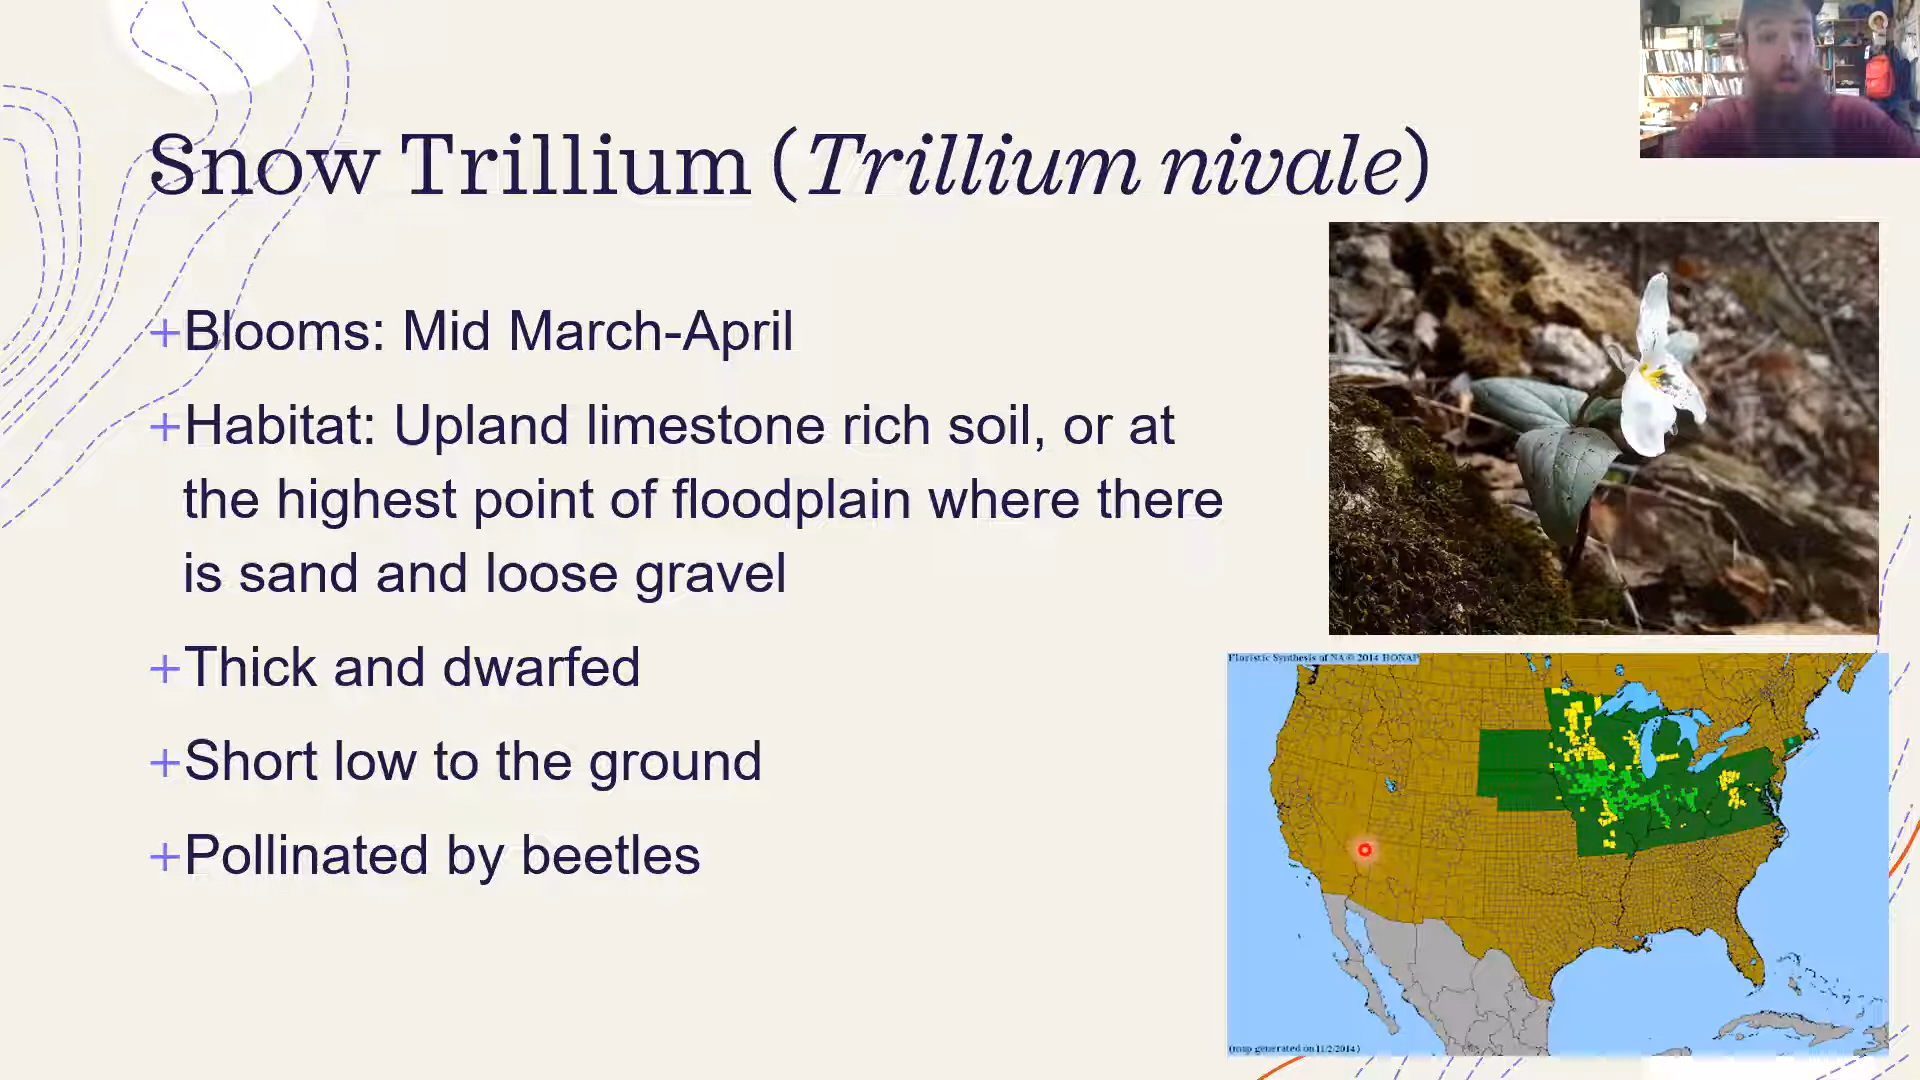 Snow Trillium (Trillium nivale)
+Blooms: Mid March-April
+Habitat: Upland limestone rich soil, or at
the highest point of floodplain where there
is sand and loose gravel
+Thick and dwarfed
+Short low to the ground
+Pollinated by beetles
Floristic Synthesis of NA © 2014 BONAP
(map generated on 11/2/2014)